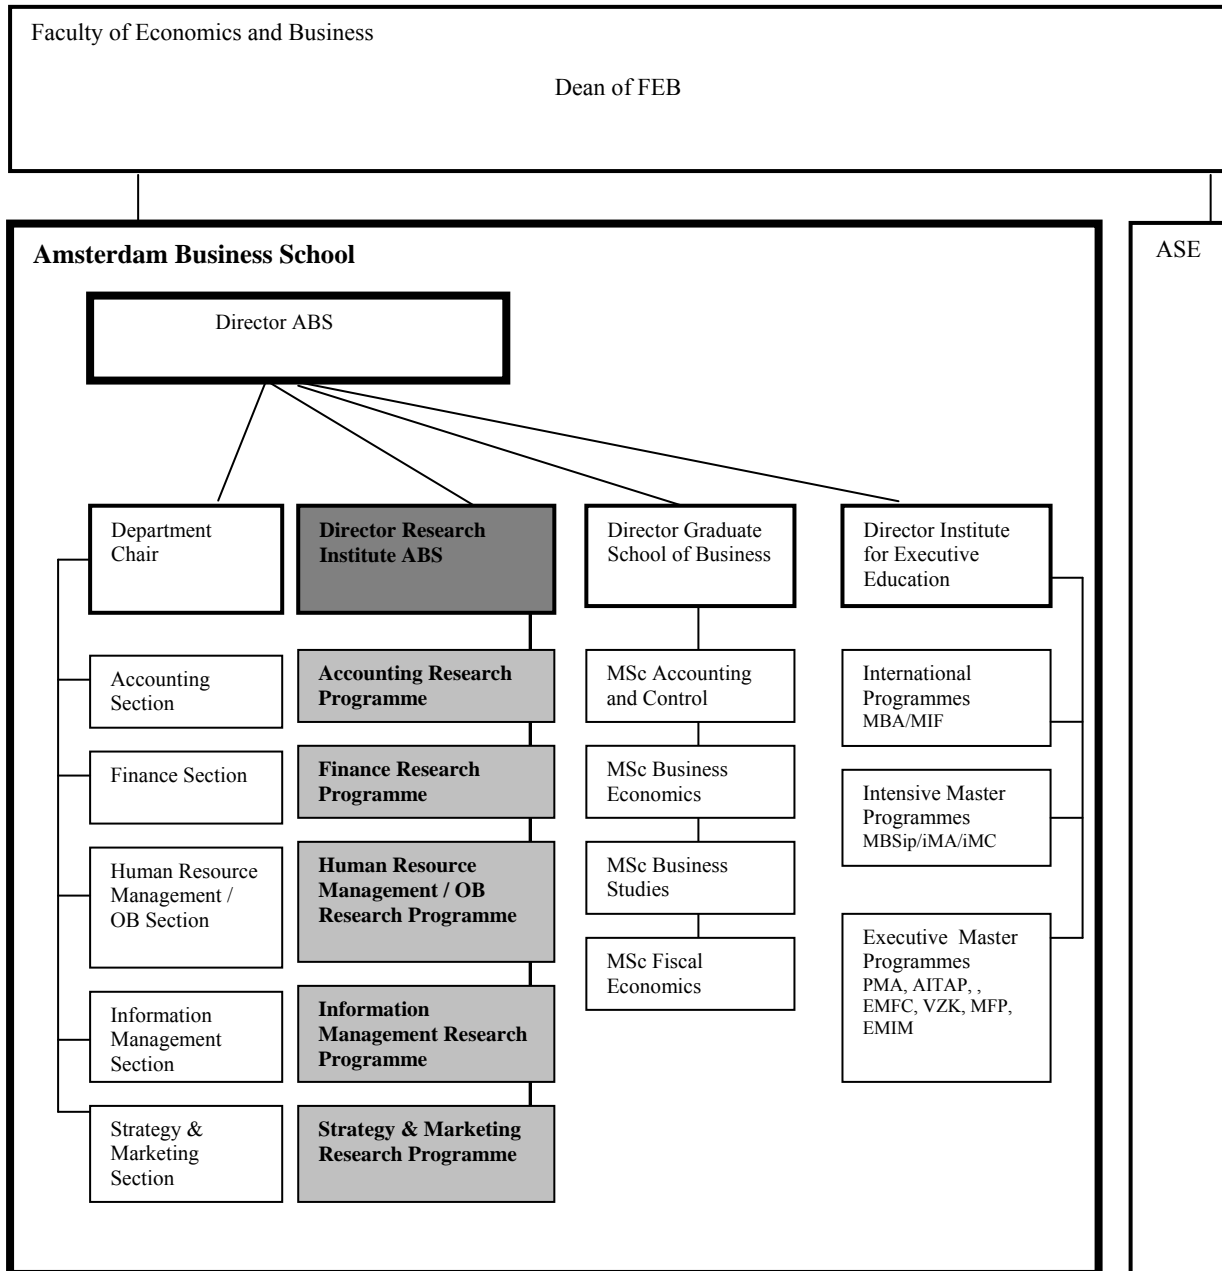 Faculty of Economics and Business
Dean of FEB
Amsterdam Business School
ASE
Director ABS
Department
Chair
Director Research
Institute ABS
Director Graduate
School of Business
Director Institute
for Executive
Education
Accounting
Section
Finance Section
Human Resource
Management /
OB Section
Information
Management
Section
Strategy &
Marketing
Section
Accounting Research
Programme
Finance Research
Programme
Human Resource
Management / OB
Research Programme
Information
Management Research
Programme
Strategy & Marketing
Research Programme
MSc Accounting
and Control
MSc Business
Economics
MSc Business
Studies
MSc Fiscal
Economics
International
Programmes
MBA/MIF
Intensive Master
Programmes
MBSip/iMA/iMC
Executive  Master
Programmes
PMA, AITAP, ,
EMFC, VZK, MFP,
EMIM